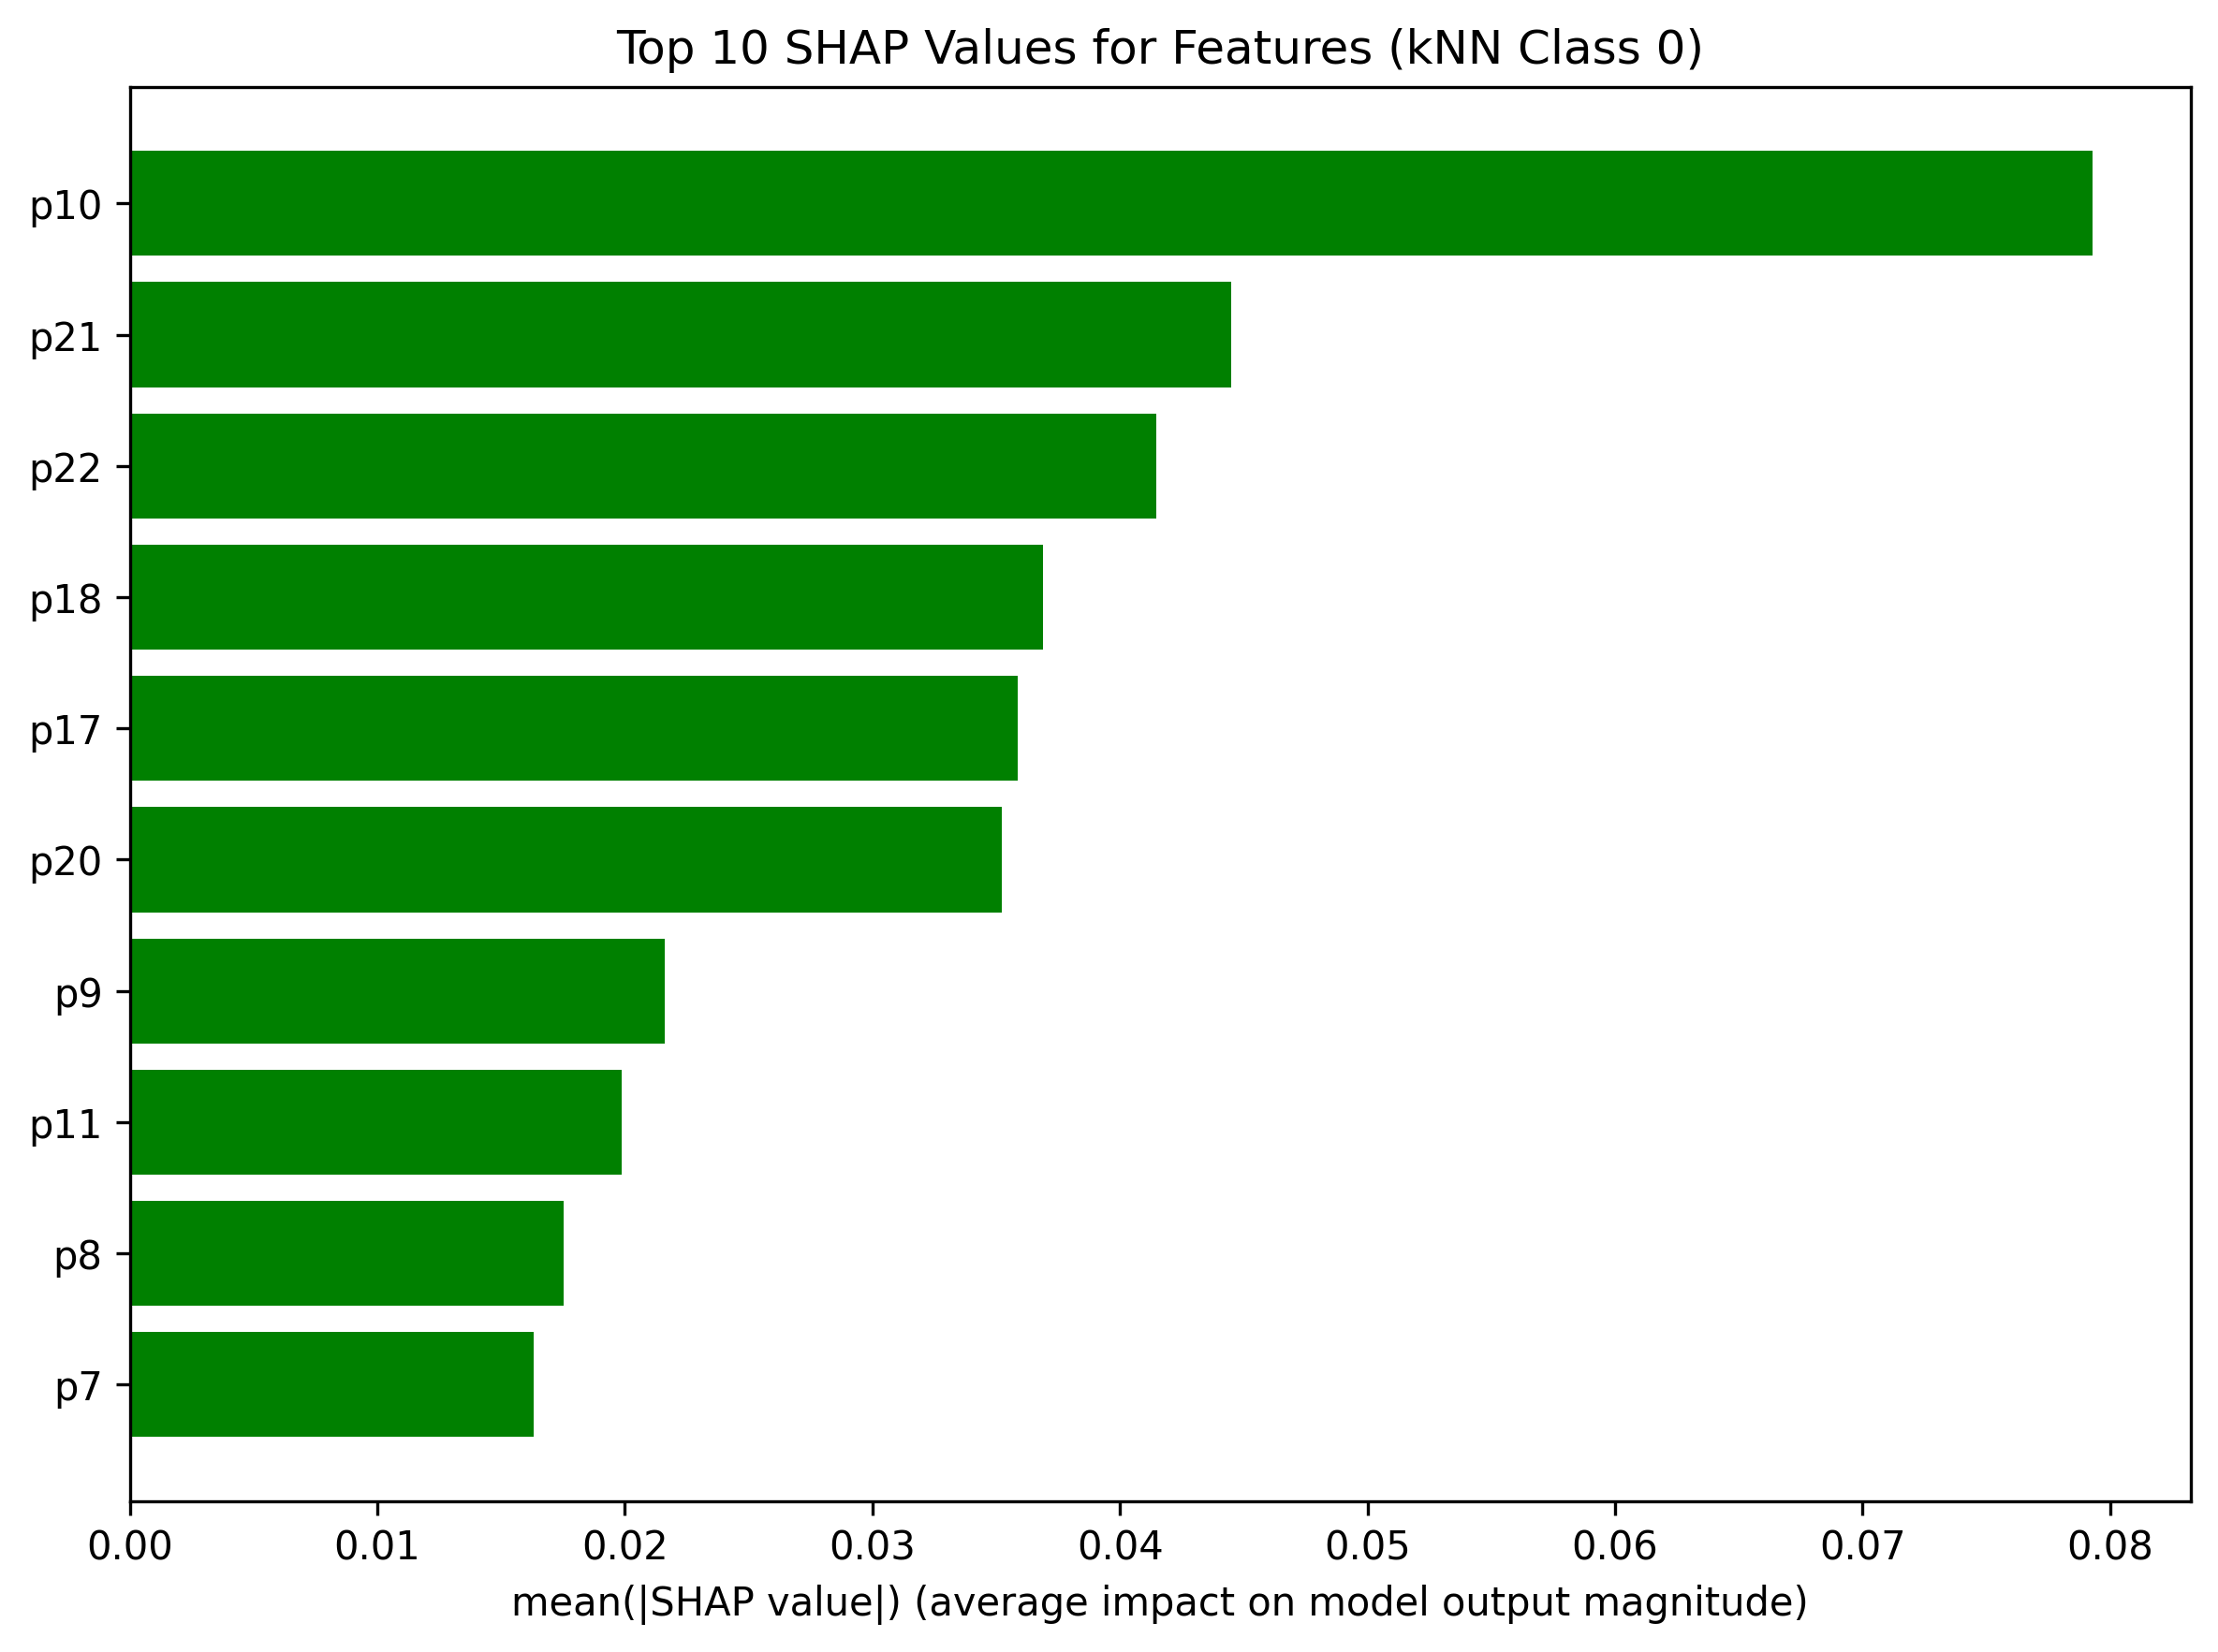 Top 10 SHAP Values for Features (kNN Class 0)
p10
p21
p22
p18
p17
p20
p9
p11
p8
p7
0.00 0.01 0.02 0.03 0.04 0.05 0.06 0.07 0.08
mean(|SHAP value|) (average impact on model output magnitude)